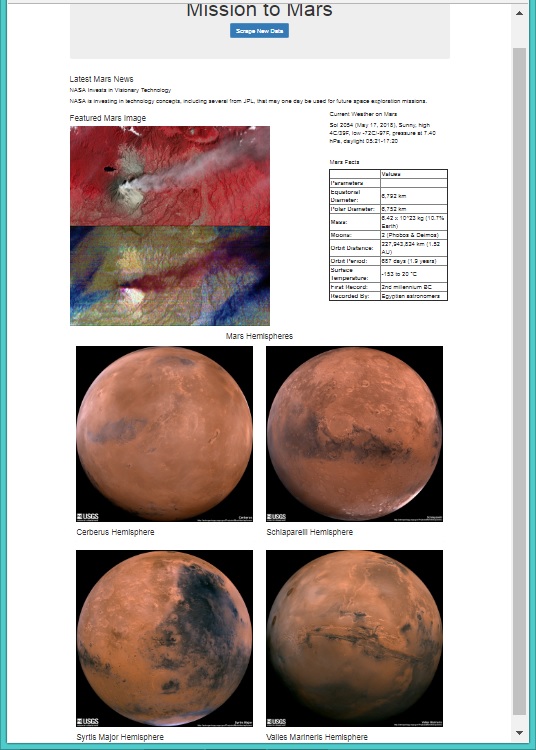 Mission to Mars
Scrape New Data
Latest Mars News
NASA Invests in Visionary Technology
NASA is investing in technology concepts, including several from JPL, that may one day be used for future space exploration missions.
Featured Mars Image
Current Weather on Mars
Sol 2054 (May 17, 2018), Sunny, high
4C/39F, low -72C/-97F, pressure at 7.40
hPa, daylight 05:21-17:20
Mars Facts
Values
Parameters
Equatorial
Diameter:
6,792 km
Polar Diameter:
6,752 km
Mass:
6.42 x 10^23 kg (10.7%
Earth)
Moons:
2 (Phobos & Deimos)
Orbit Distance:
227,943,824 km (1.52
AU)
Orbit Period:
687 days (1.9 years)
Surface
Temperature:
-153 to 20 °C
First Record:
2nd millennium BC
Recorded By:
Egyptian astronomers
Mars Hemispheres
USGS
Cerberus
USGS
Schiaparelli
Cerberus Hemisphere
Schiaparelli Hemisphere
USGS
Syrtis Major
USGS
Valles Marineris
Syrtis Major Hemisphere
Valles Marineris Hemisphere